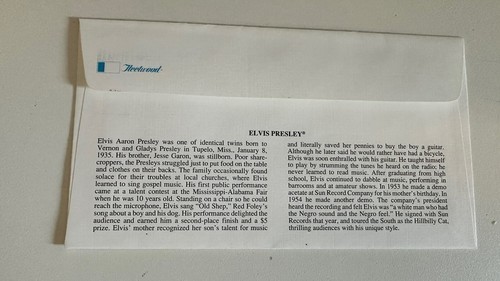 Fleetwood
ELVIS PRESLEY®
Elvis Aaron Presley was one of identical twins born to
Vernon and Gladys Presley in Tupelo, Miss., January 8,
1935. His brother, Jesse Garon, was stillborn. Poor share-
croppers, the Presleys struggled just to put food on the table
and clothes on their backs. The family occasionally found
solace for their troubles at local churches, where Elvis
learned to sing gospel music. His first public performance
came at a talent contest at the Mississippi-Alabama Fair
when he was 10 years old. Standing on a chair so he could
reach the microphone, Elvis sang "Old Shep," Red Foley's
song about a boy and his dog. His performance delighted the
audience and earned him a second-place finish and a $5
prize. Elvis' mother recognized her son's talent for music
and literally saved her pennies to buy the boy a guitar.
Although he later said he would rather have had a bicycle,
Elvis was soon enthralled with his guitar. He taught himself
to play by strumming the tunes he heard on the radio; he
never learned to read music. After graduating from high
school, Elvis continued to dabble at music, performing in
barrooms and at amateur shows. In 1953 he made a demo
acetate at Sun Record Company for his mother's birthday. In
1954 he made another demo. The company's president
heard the recording and felt Elvis was "a white man who had
the Negro sound and the Negro feel." He signed with Sun
Records that year, and toured the South as the Hillbilly Cat,
thrilling audiences with his unique style.